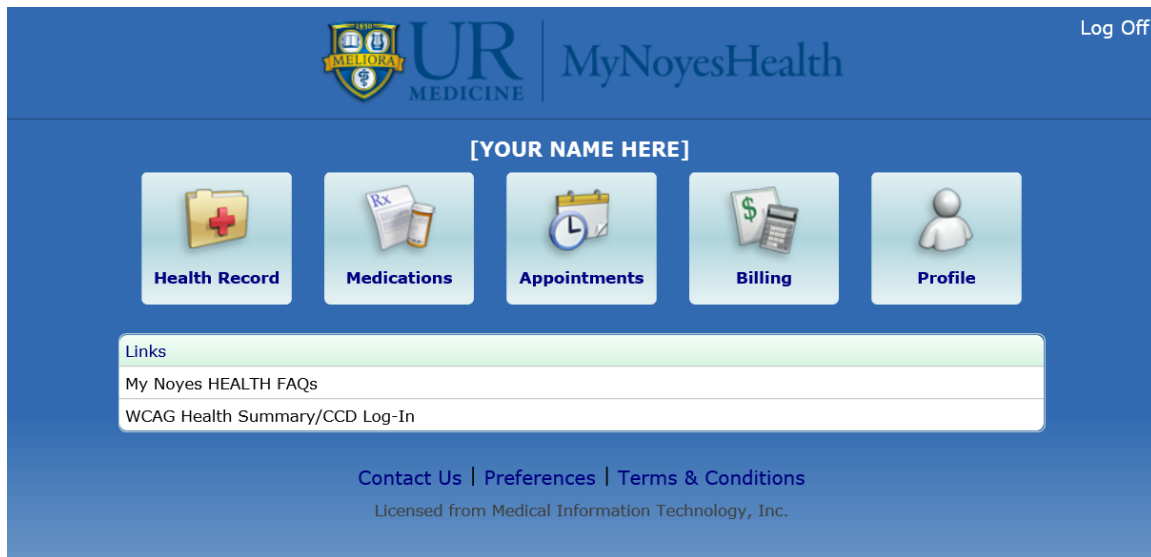 Log Off
1850
MELIORA
UR
MEDICINE
MyNoyesHealth
[YOUR NAME HERE]
Rx
$
Health Record
Medications
Appointments
Billing
Profile
Links
My Noyes HEALTH FAQs
WCAG Health Summary/CCD Log-In
Contact Us | Preferences | Terms & Conditions
Licensed from Medical Information Technology, Inc.